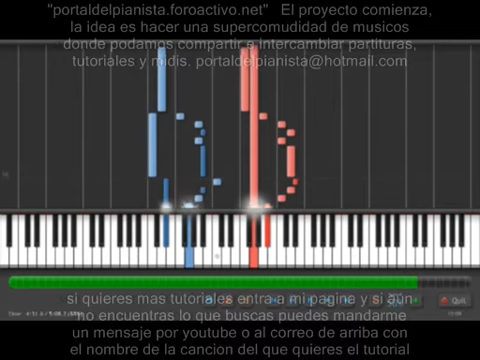 "portaldelpianista.foroactivo.net" El proyecto comienza,
la idea es hacer una supercomudidad de musicos
donde podamos compartir e intercambiar partituras,
tutoriales y midis. portaldelpianista@hotmail.com
si quieres mas tutoriales entra a mi pagina y si aun
no encuentras lo que buscas puedes mandarme
Quit
un mensaje por youtube o al correo de arriba con
el nombre de la cancion del que quieres el tutorial